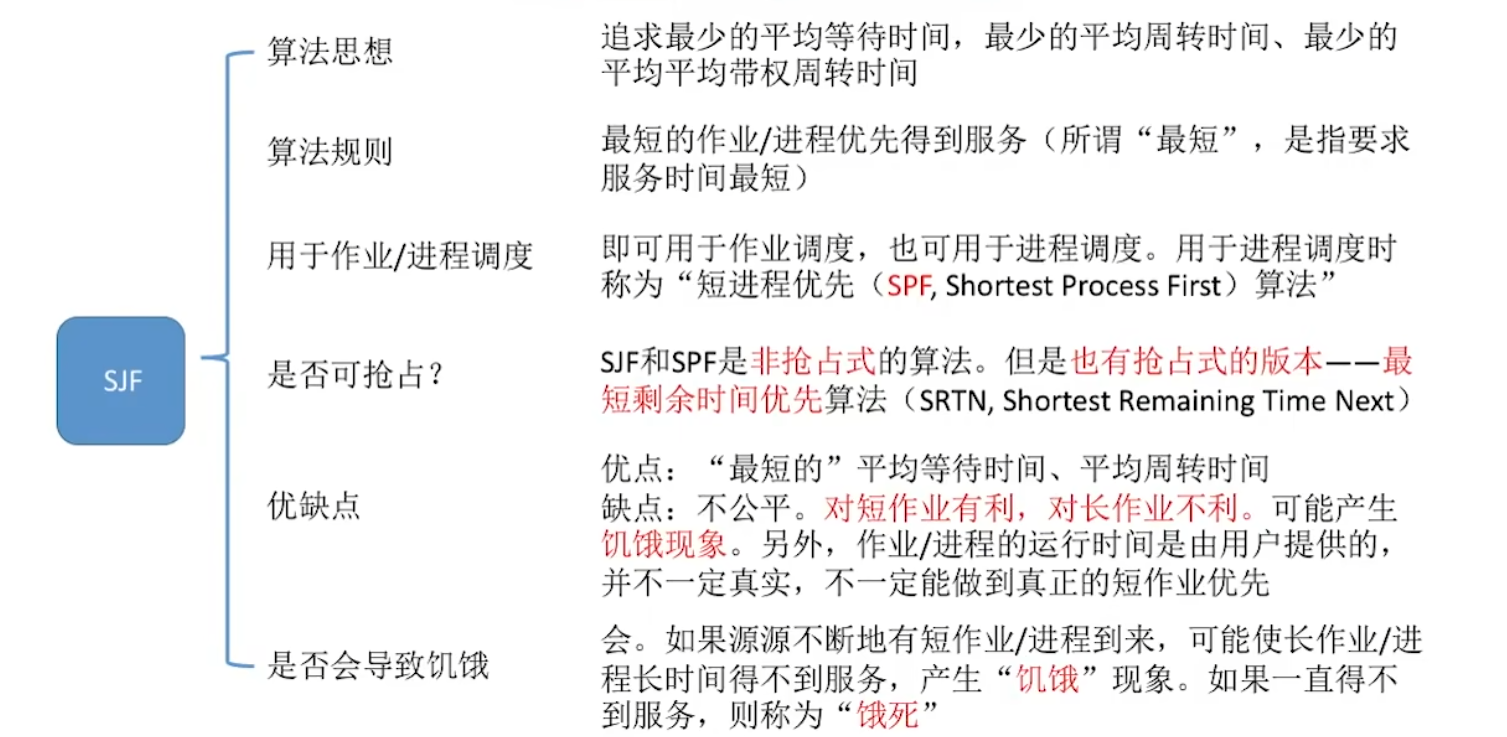 SJF
算法思想
追求最少的平均等待时间，最少的平均周转时间、最少的
平均平均带权周转时间
算法规则
最短的作业/进程优先得到服务（所谓“最短”，是指要求
服务时间最短）
用于作业/进程调度
即可用于作业调度，也可用于进程调度。用于进程调度时
称为“短进程优先（SPF, Shortest Process First）算法”
是否可抢占？
SJF和SPF是非抢占式的算法。但是也有抢占式的版本——最
短剩余时间优先算法（SRTN, Shortest Remaining Time Next）
优缺点
优点：“最短的”平均等待时间、平均周转时间
缺点：不公平。对短作业有利，对长作业不利。可能产生
饥饿现象。另外，作业/进程的运行时间是由用户提供的，
并不一定真实，不一定能做到真正的短作业优先
是否会导致饥饿
会。如果源源不断地有短作业/进程到来，可能使长作业/进
程长时间得不到服务，产生“饥饿”现象。如果一直得不
到服务，则称为“饿死”